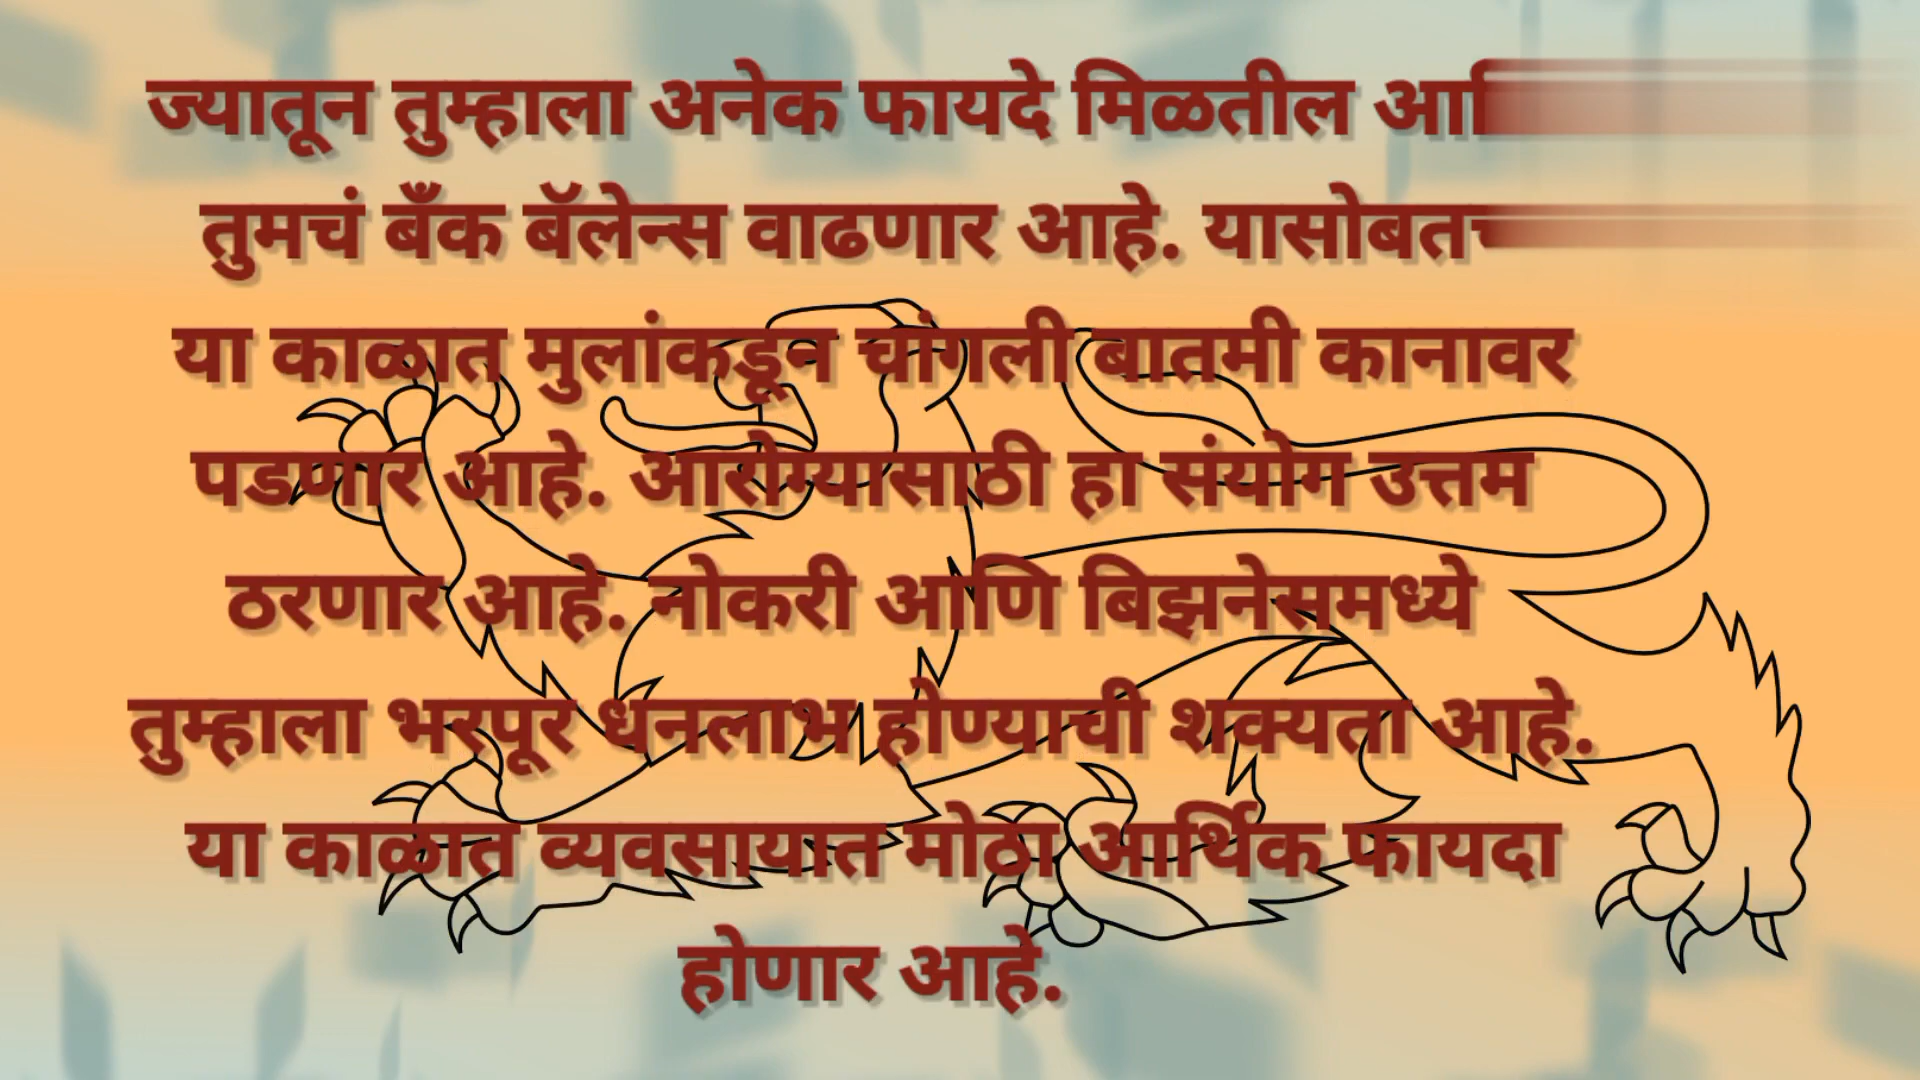 ज्यातून तुम्हाला अनेक फायदे मिळतील
तुमचं बँक बॅलेन्स वाढणार आहे. यासोबतच
या काळात मुलांकडून चांगली बातमी कानावर
पडणार आहे. आरोग्यासाठी हा संयोग उत्तम
ठरणार आहे. नोकरी आणि बिझनेसमध्ये
तुम्हाला भरपूर धनलाभ होण्याची शक्यता आहे.
या काळात व्यवसायात मोठा आर्थिक फायदा
होणार आहे.